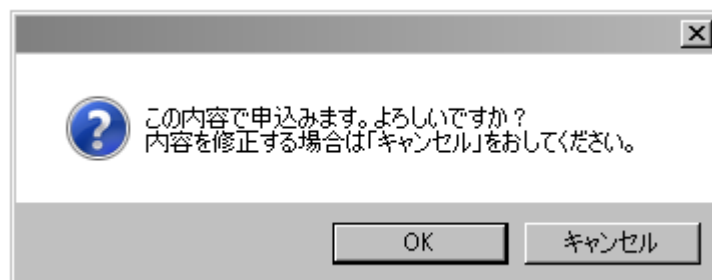 この内容で申込みます。よろしいですか？
内容を修正する場合は「キャンセル」をおしてください。
OK
キャンセル